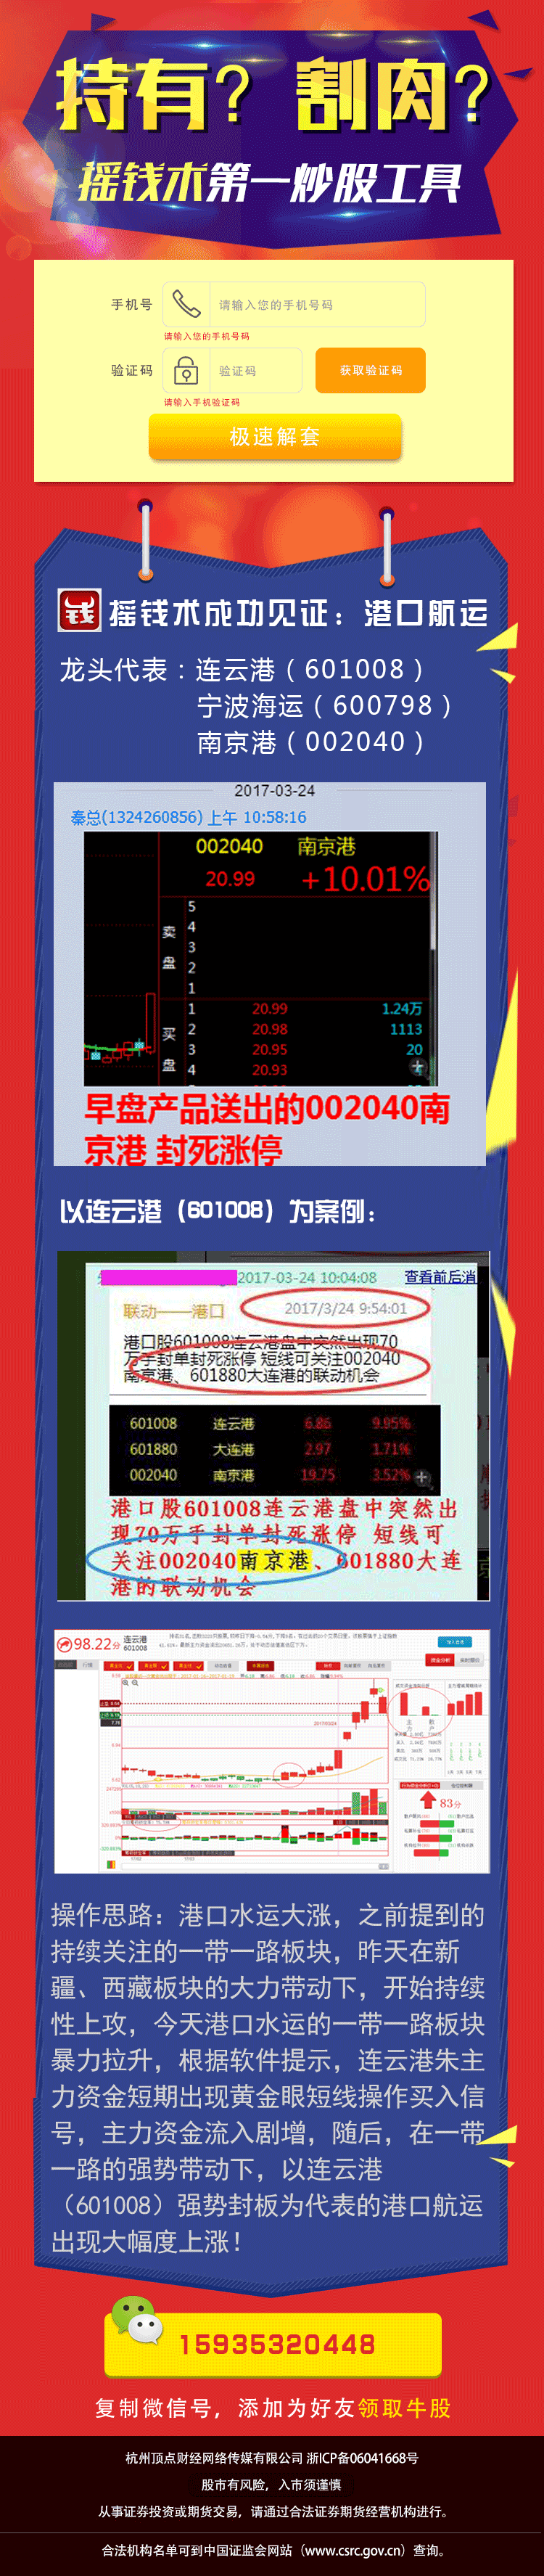 持有？ 割肉？
摇钱术第一炒股工具
手机号 请输入您的手机号码
请输入您的手机号码
验证码 验证码 获取验证码
请输入手机验证码
极速解套
钱 摇钱术成功见证：港口航运
龙头代表：连云港（601008）
宁波海运（600798）
南京港（002040）
2017-03-24
秦总(1324260856) 上午 10:58:16
002040 南京港
20.99 +10.01%
卖盘
5
4
3
2
1
买盘
1 20.99 1.24万
2 20.98 1113
3 20.95 20
4 20.93
早盘产品送出的002040南
京港 封死涨停
以连云港（601008）为案例：
2017-03-24 10:04:08 查看前后消
联动——港口 2017/3/24 9:54:01
港口股601008连云港盘中突然出现70
万手封单封死涨停 短线可关注002040
南京港、601880大连港的联动机会
601008 连云港 6.86 9.95%
601880 大连港 2.97 1.71%
002040 南京港 19.75 3.52%
港口股601008连云港盘中突然出
现70万手封单封死涨停 短线可
关注002040南京港、601880大连
港的联动机会
98.22分 连云港
601008
83分
操作思路：港口水运大涨，之前提到的
持续关注的一带一路板块，昨天在新
疆、西藏板块的大力带动下，开始持续
性上攻，今天港口水运的一带一路板块
暴力拉升，根据软件提示，连云港朱主
力资金短期出现黄金眼短线操作买入信
号，主力资金流入剧增，随后，在一带
一路的强势带动下，以连云港
（601008）强势封板为代表的港口航运
出现大幅度上涨！
15935320448
复制微信号，添加为好友领取牛股
杭州顶点财经网络传媒有限公司 浙ICP备06041668号
股市有风险，入市须谨慎
从事证券投资或期货交易，请通过合法证券期货经营机构进行。
合法机构名单可到中国证监会网站（www.csrc.gov.cn）查询。